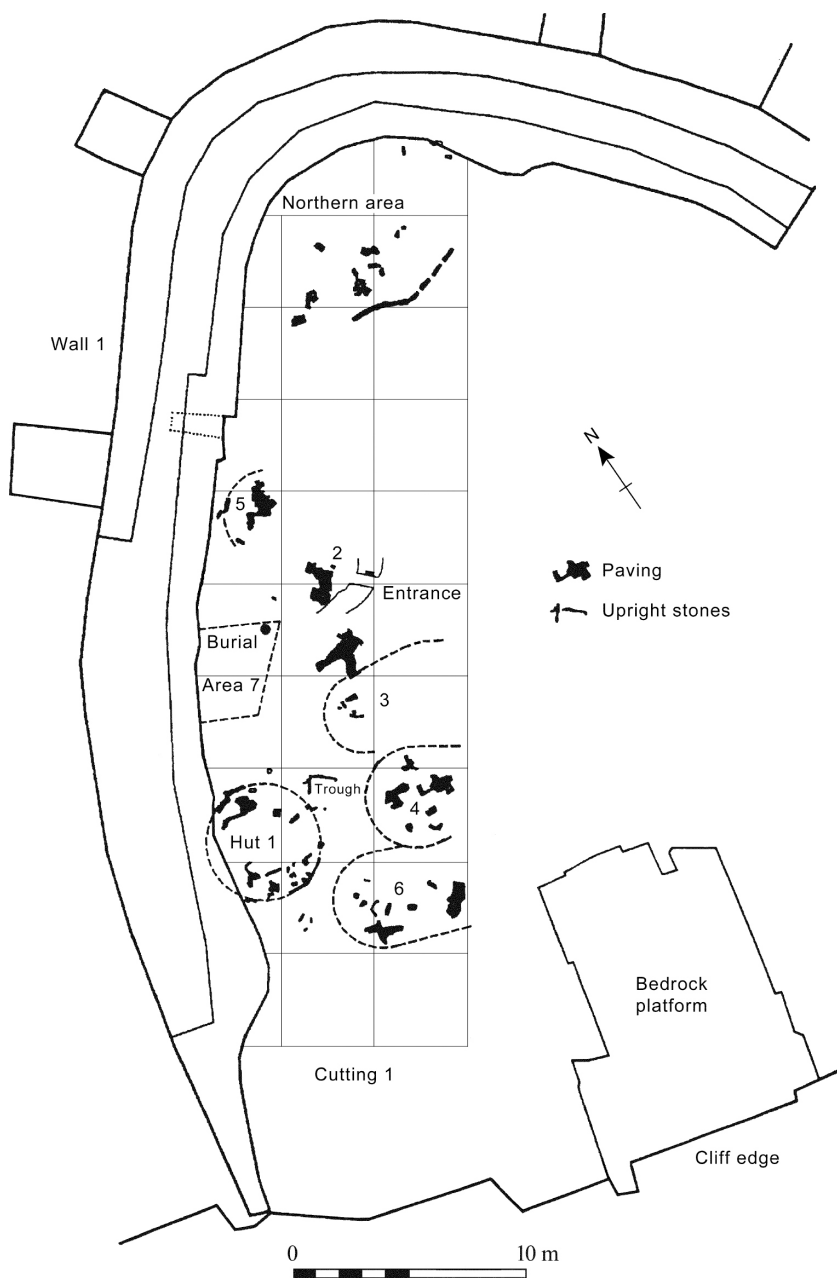 Northern area
Wall 1
N
5
2
Entrance
Paving
Upright stones
Burial
Area 7
3
Trough
4
Hut 1
6
Bedrock
platform
Cutting 1
Cliff edge
0 10 m